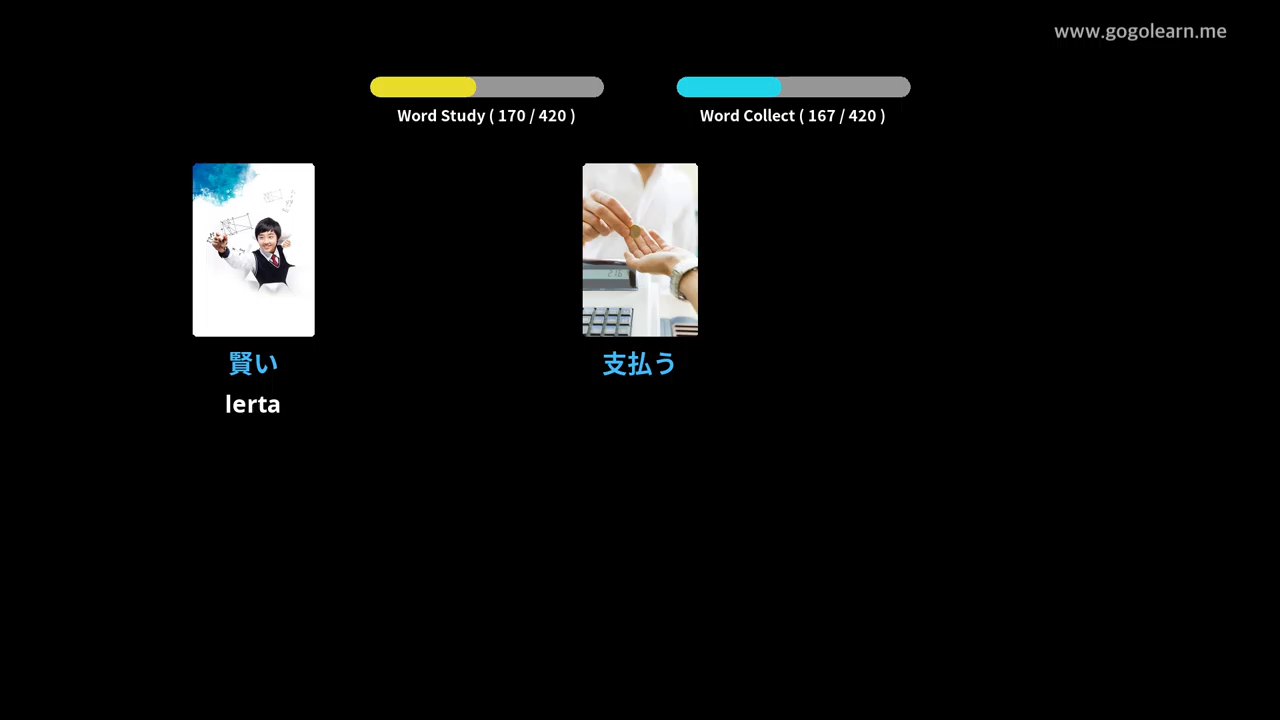 www.gogolearn.me
Word Study ( 170 / 420 )
Word Collect ( 167 / 420 )
賢い
支払う
lerta